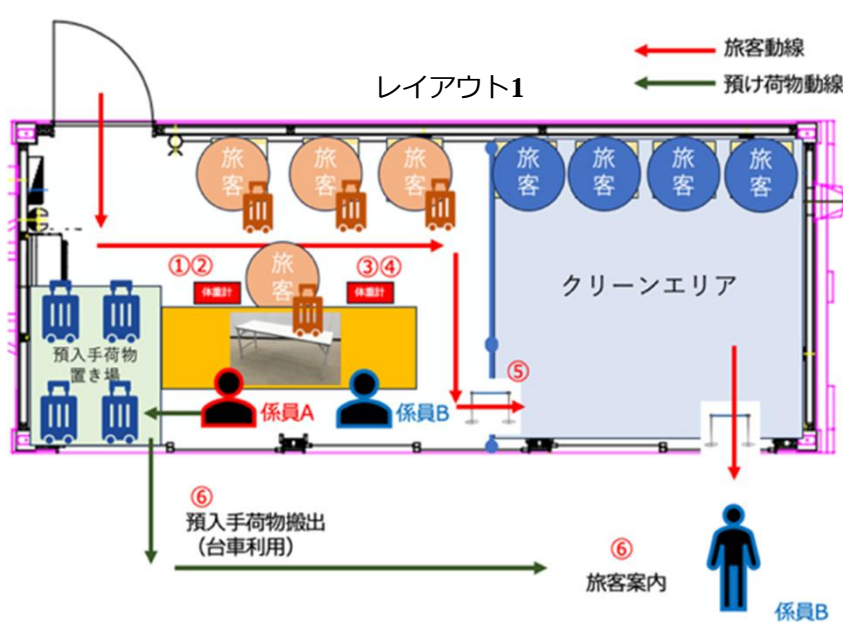 旅客動線
預け荷物動線
レイアウト1
旅客
旅客
旅客
旅客
旅客
旅客
旅客
①②
旅客
③④
体重計
体重計
クリーンエリア
預入手荷物
置き場
⑤
係員A
係員B
⑥
預入手荷物搬出
（台車利用）
⑥
旅客案内
係員B